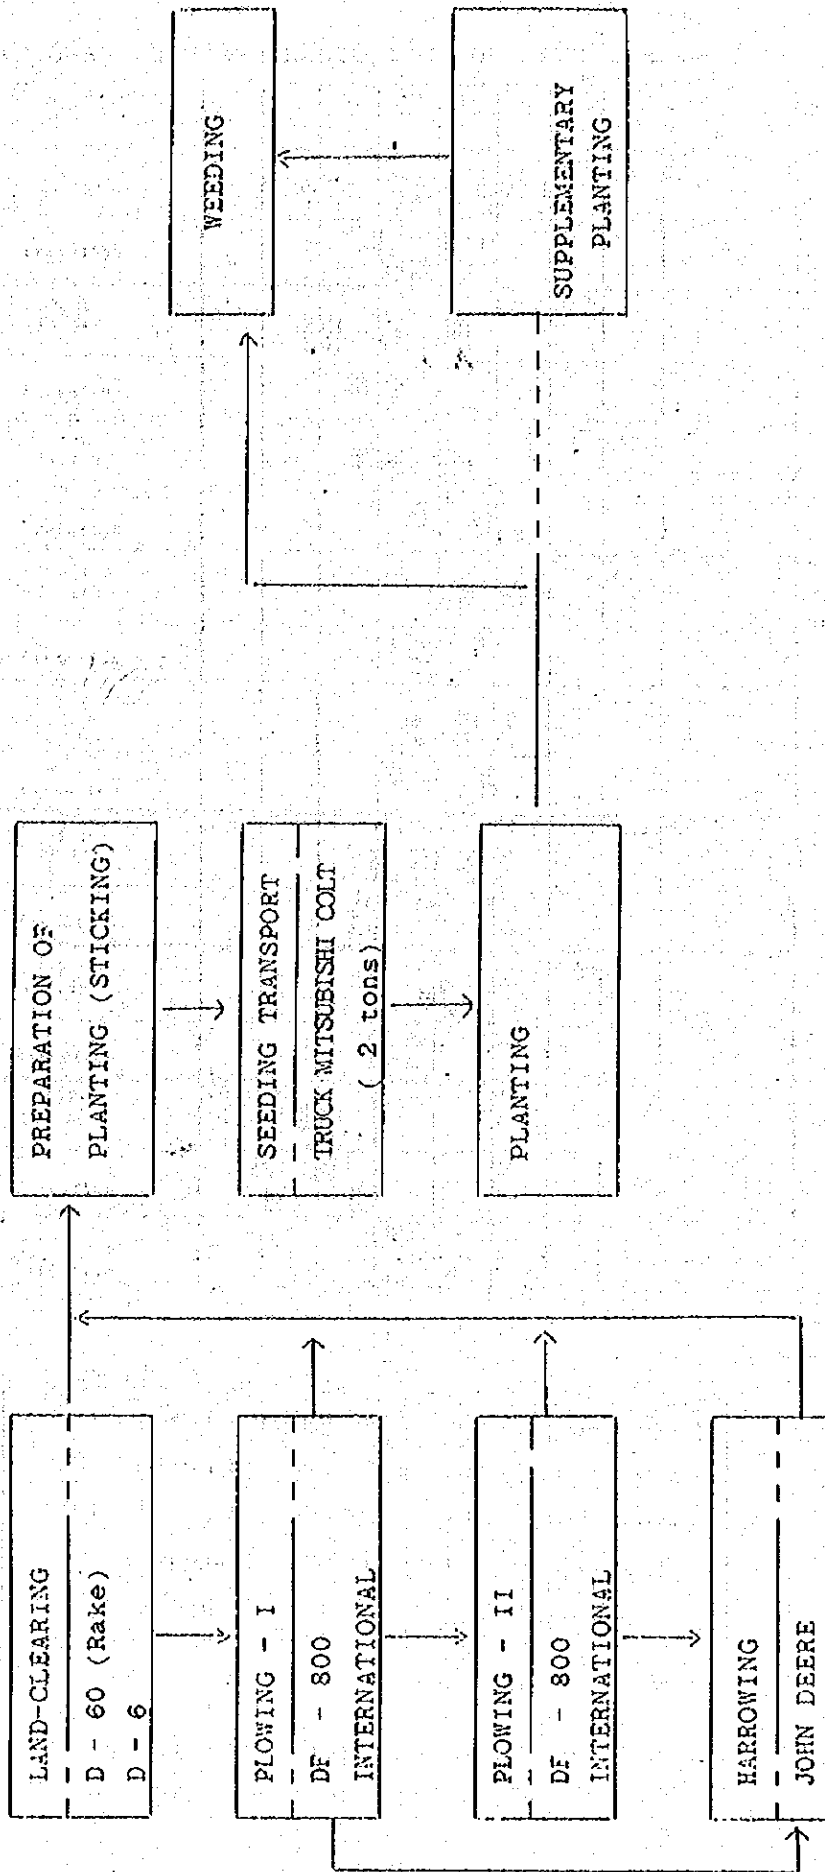 LAND-CLEARING
D - 60 (Rake)
D - 6
PLOWING - I
DF - 800
INTERNATIONAL
PLOWING - II
DF - 800
INTERNATIONAL
HARROWING
JOHN DEERE
PREPARATION OF
PLANTING (STICKING)
SEEDING TRANSPORT
TRUCK MITSUBISHI COLT
( 2 tons)
PLANTING
WEEDING
SUPPLEMENTARY
PLANTING